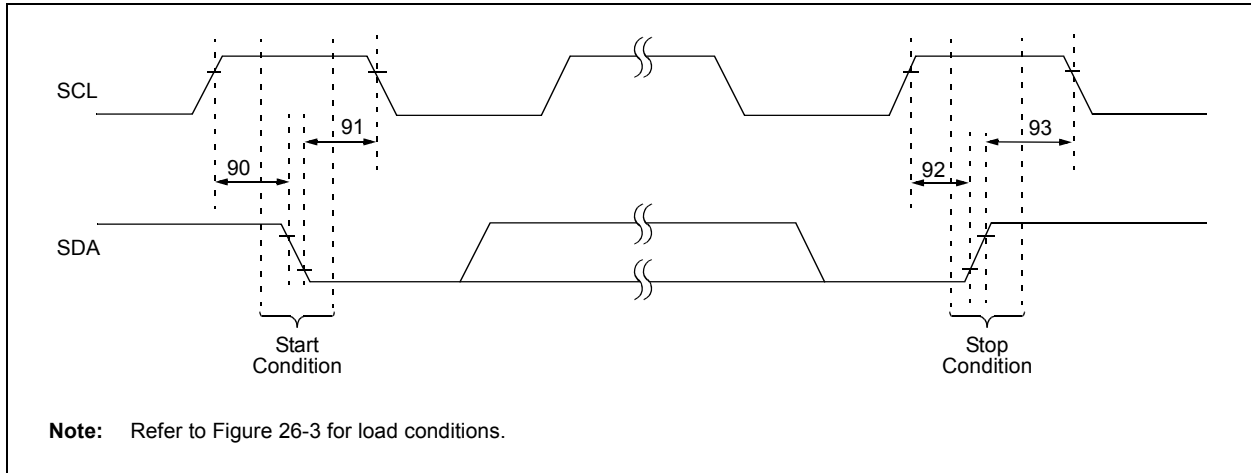 SCL
91
93
90
92
SDA
Start
Condition
Stop
Condition
Note: Refer to Figure 26-3 for load conditions.